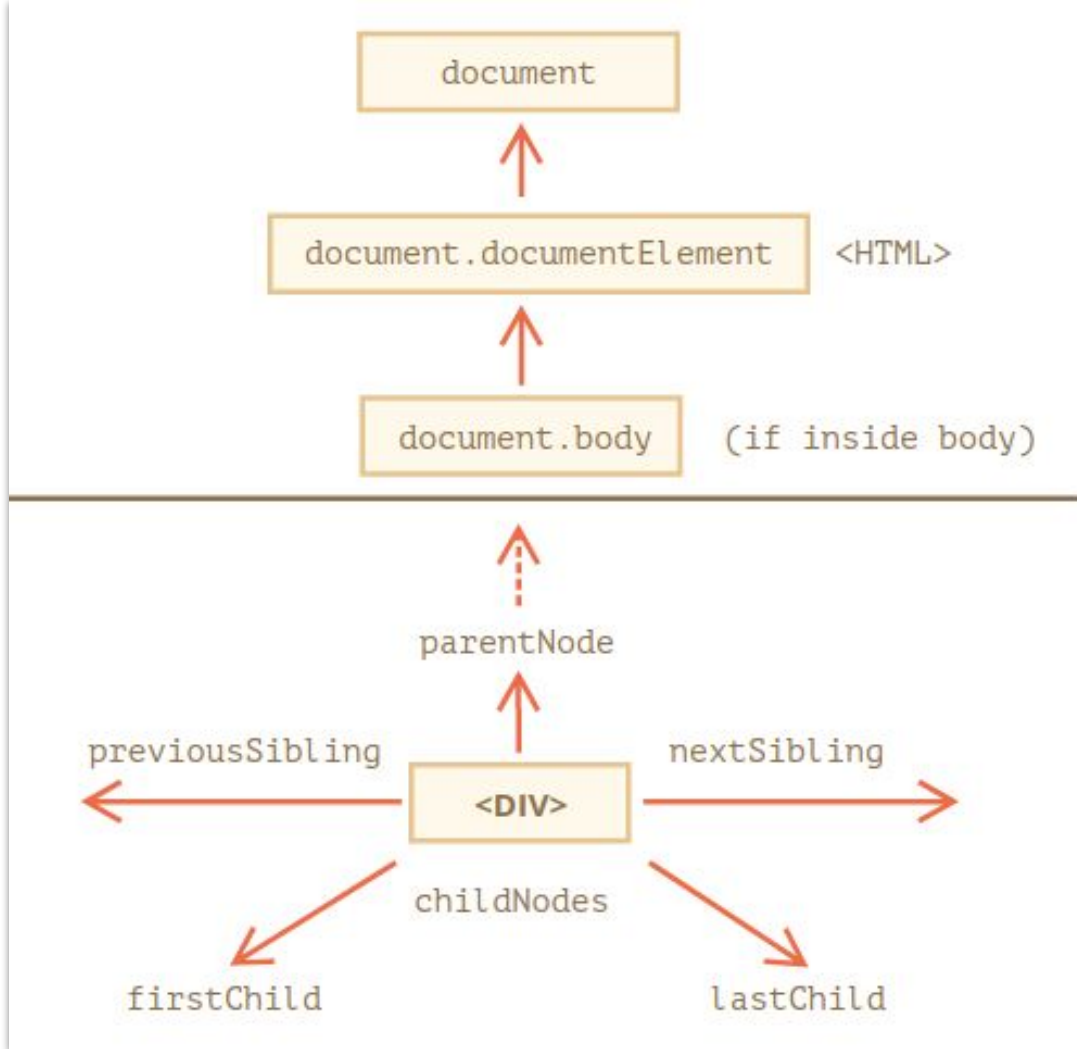 document
document.documentElement <HTML>
document.body (if inside body)
parentNode
previousSibling nextSibling
<DIV>
childNodes
firstChild lastChild